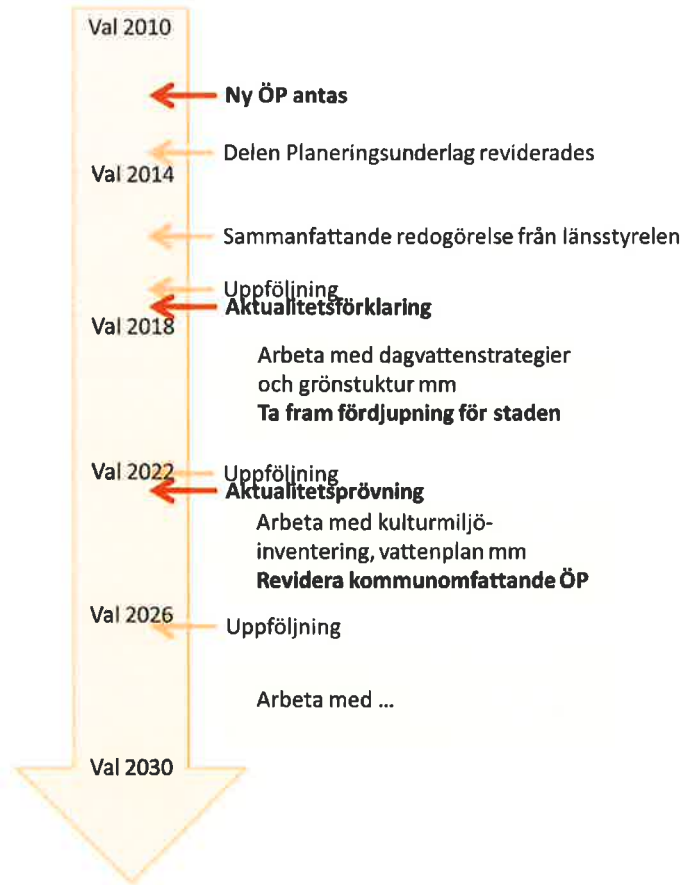 Val 2010
Ny ÖP antas
Delen Planeringsunderlag reviderades
Val 2014
Sammanfattande redogörelse från länsstyrelen
Uppföljning
Aktualitetsförklaring
Val 2018
Arbeta med dagvattenstrategier
och grönstuktur mm
Ta fram fördjupning för staden
Val 2022
Uppföljning
Aktualitetsprövning
Arbeta med kulturmiljö-
inventering, vattenplan mm
Revidera kommunomfattande ÖP
Val 2026
Uppföljning
Arbeta med ...
Val 2030